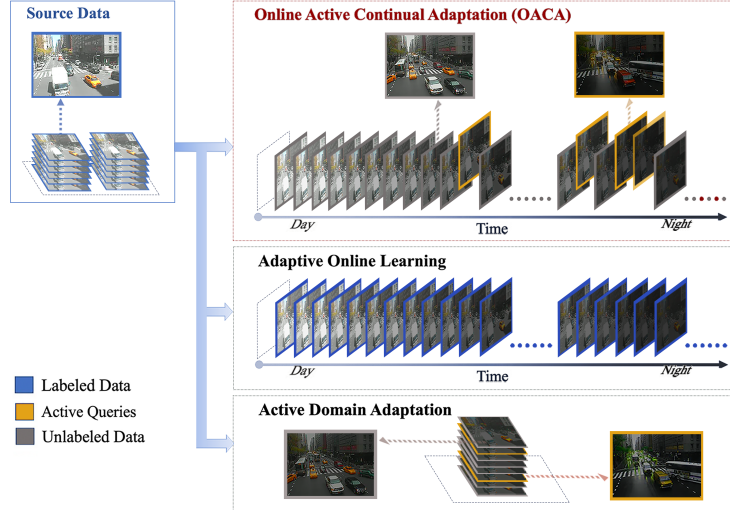 Source Data
Online Active Continual Adaptation (OACA)
Day
Time
Night
Adaptive Online Learning
Day
Time
Night
Labeled Data
Active Queries
Unlabeled Data
Active Domain Adaptation